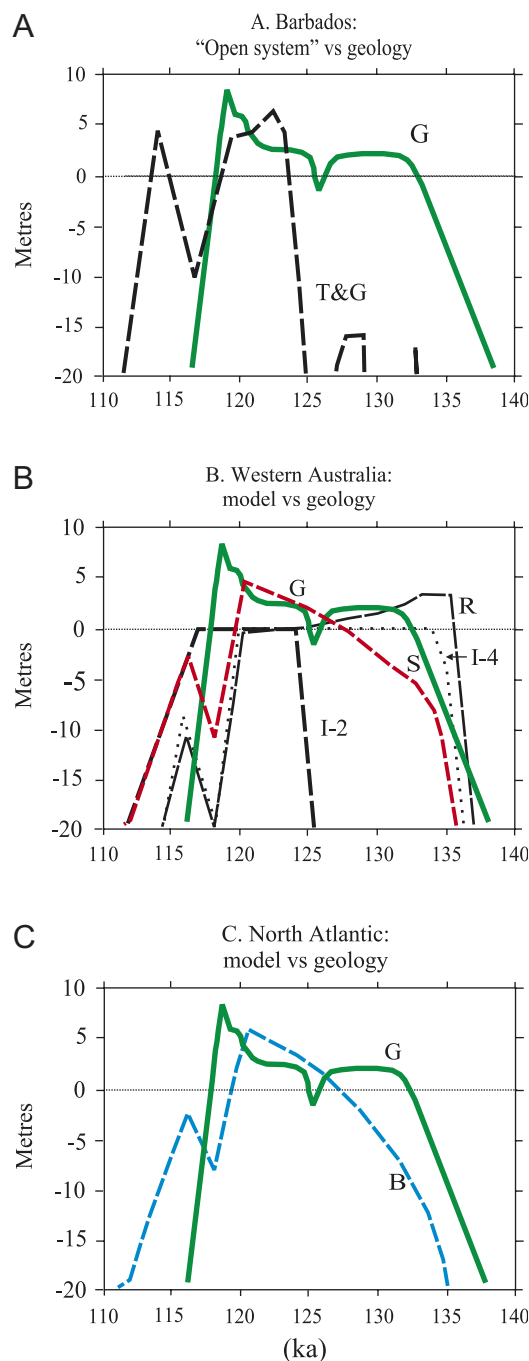 A
A. Barbados:
“Open system” vs geology
10
5
0
-5
-10
-15
-20
Metres
G
T&G
110 115 120 125 130 135 140
B
B. Western Australia:
model vs geology
10
5
0
-5
-10
-15
-20
Metres
G
R
S
I-4
I-2
110 115 120 125 130 135 140
C
C. North Atlantic:
model vs geology
10
5
0
-5
-10
-15
-20
Metres
G
B
110 115 120 125 130 135 140
(ka)